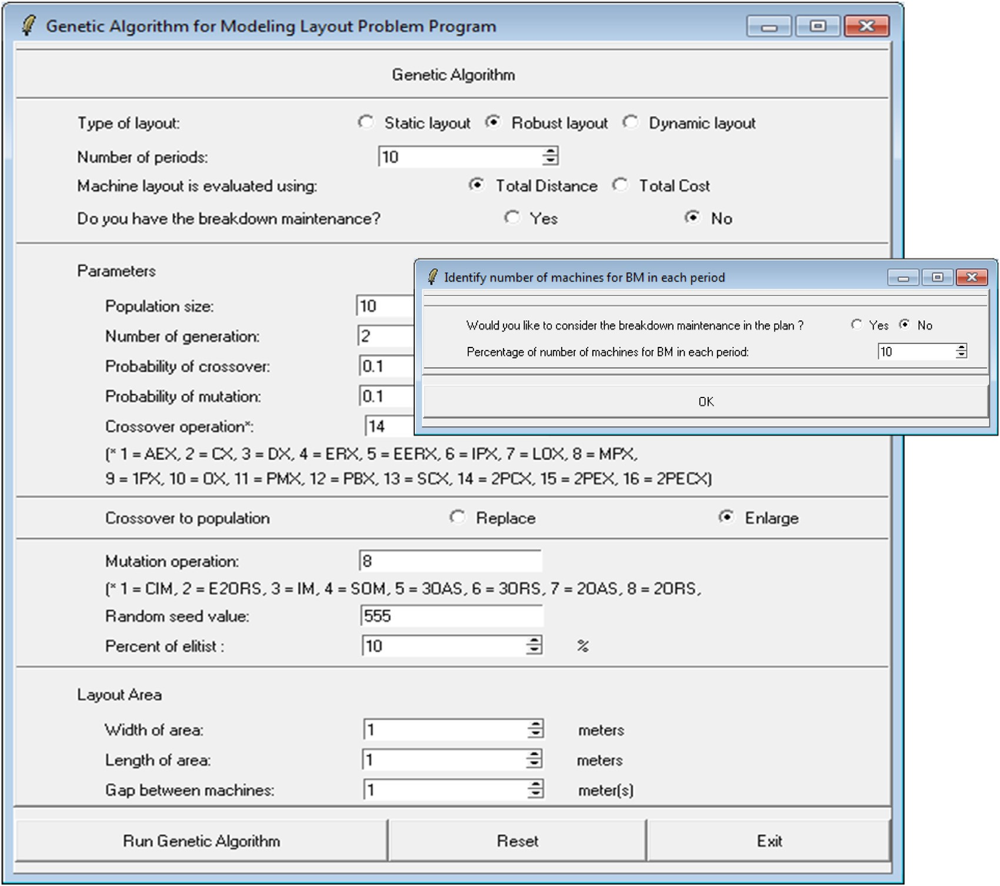 Genetic Algorithm for Modeling Layout Problem Program
Genetic Algorithm
Type of layout: Static layout Robust layout Dynamic layout
Number of periods: 10
Machine layout is evaluated using: Total Distance Total Cost
Do you have the breakdown maintenance? Yes No
Parameters
Population size: 10
Number of generation: 2
Probability of crossover: 0.1
Probability of mutation: 0.1
Crossover operation*: 14
(* 1 = AEX, 2 = CX, 3 = DX, 4 = ERX, 5 = EERX, 6 = IPX, 7 = LOX, 8 = MPX,
9 = 1PX, 10 = OX, 11 = PMX, 12 = PBX, 13 = SCX, 14 = 2PCX, 15 = 2PEX, 16 = 2PECX)
Identify number of machines for BM in each period
Would you like to consider the breakdown maintenance in the plan ? Yes No
Percentage of number of machines for BM in each period: 10
OK
Crossover to population Replace Enlarge
Mutation operation: 8
(* 1 = CIM, 2 = E2ORS, 3 = IM, 4 = SOM, 5 = 3OAS, 6 = 3ORS, 7 = 2OAS, 8 = 2ORS,
Random seed value: 555
Percent of elitist : 10 %
Layout Area
Width of area: 1 meters
Length of area: 1 meters
Gap between machines: 1 meter(s)
Run Genetic Algorithm Reset Exit